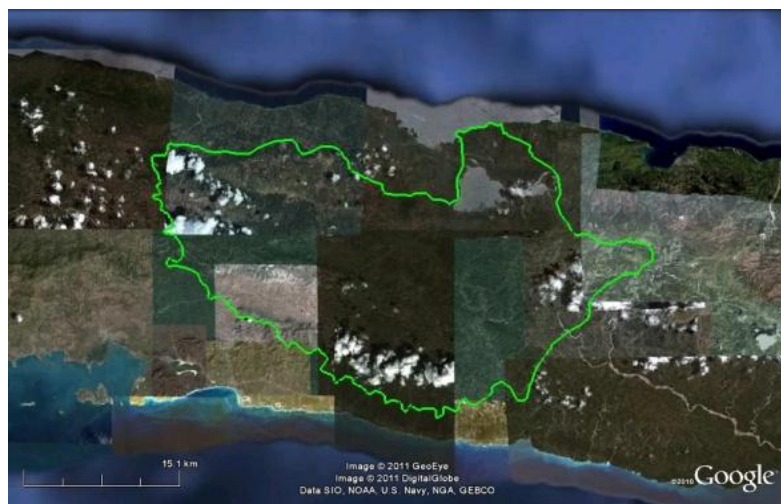 15.1 km
Image © 2011 GeoEye
Image © 2011 DigitalGlobe
Data SIO, NOAA, U.S. Navy, NGA, GEBCO
©2010 Google